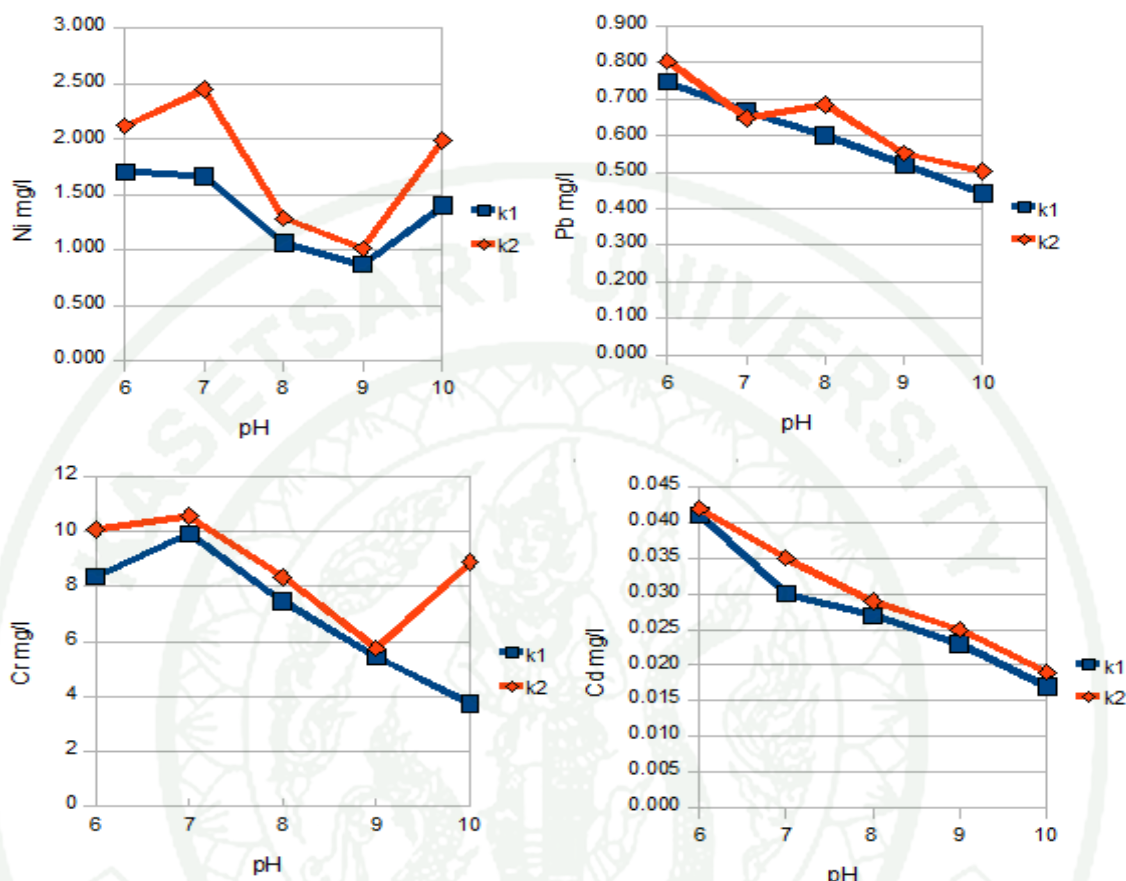 3.000
2.500
2.000
1.500
1.000
0.500
0.000
Ni mg/l
6 7 8 9 10
pH
k1
k2
0.900
0.800
0.700
0.600
0.500
0.400
0.300
0.200
0.100
0.000
Pb mg/l
6 7 8 9 10
pH
k1
k2
KASETSART UNIVERSITY
12
10
8
6
4
2
0
Cr mg/l
6 7 8 9 10
pH
k1
k2
0.045
0.040
0.035
0.030
0.025
0.020
0.015
0.010
0.005
0.000
Cd mg/l
6 7 8 9 10
pH
k1
k2